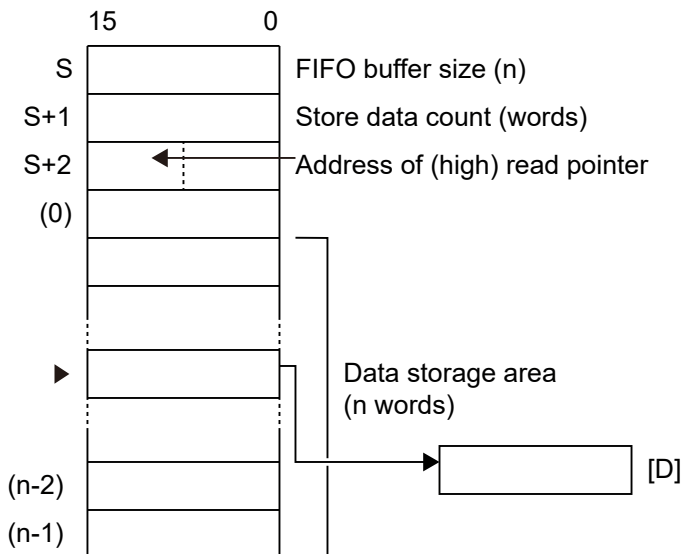 15 0
S FIFO buffer size (n)
S+1 Store data count (words)
S+2 Address of (high) read pointer
(0)
Data storage area
(n words)
[D]
(n-2)
(n-1)